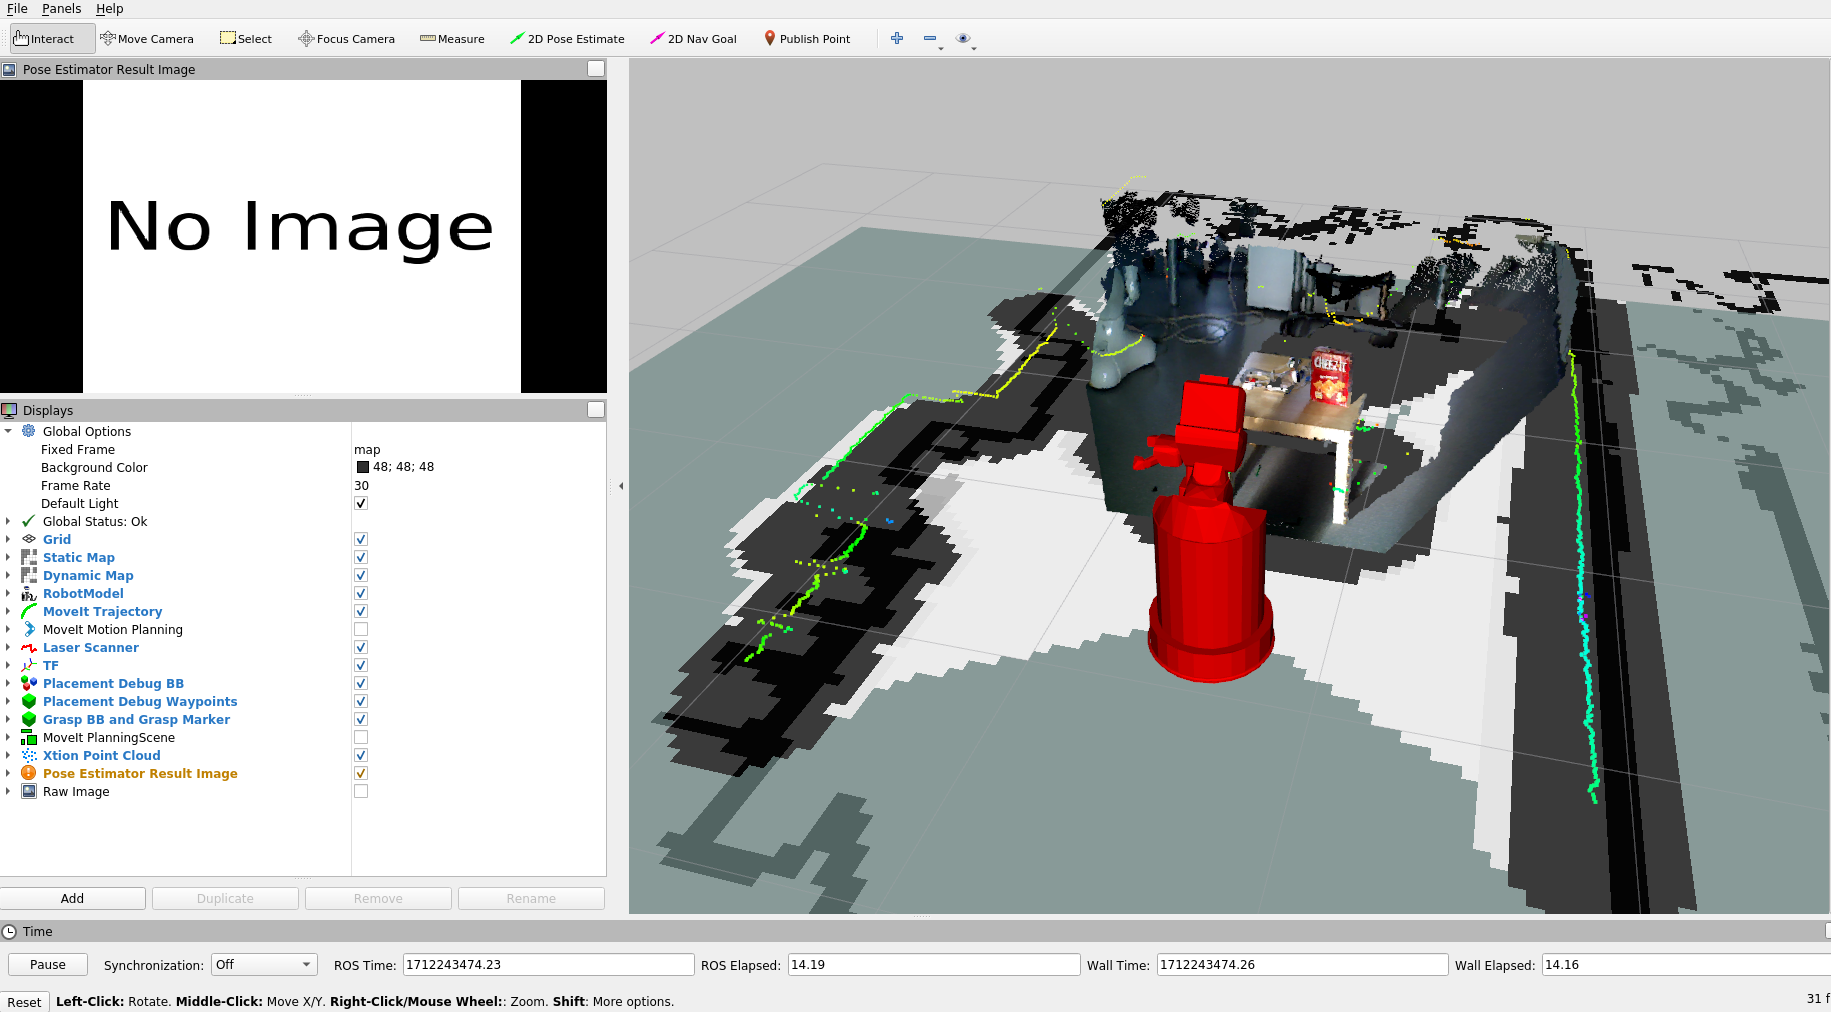 File Panels Help
Interact Move Camera Select Focus Camera Measure 2D Pose Estimate 2D Nav Goal Publish Point
Pose Estimator Result Image
No Image
Displays
Global Options
Fixed Frame map
Background Color 48; 48; 48
Frame Rate 30
Default Light
Global Status: Ok
Grid
Static Map
Dynamic Map
RobotModel
MoveIt Trajectory
MoveIt Motion Planning
Laser Scanner
TF
Placement Debug BB
Placement Debug Waypoints
Grasp BB and Grasp Marker
MoveIt PlanningScene
Xtion Point Cloud
Pose Estimator Result Image
Raw Image
Add Duplicate Remove Rename
CHEEZ-IT
Time
Pause Synchronization: Off ROS Time: 1712243474.23 ROS Elapsed: 14.19 Wall Time: 1712243474.26 Wall Elapsed: 14.16
Reset Left-Click: Rotate. Middle-Click: Move X/Y. Right-Click/Mouse Wheel:: Zoom. Shift: More options. 31 f